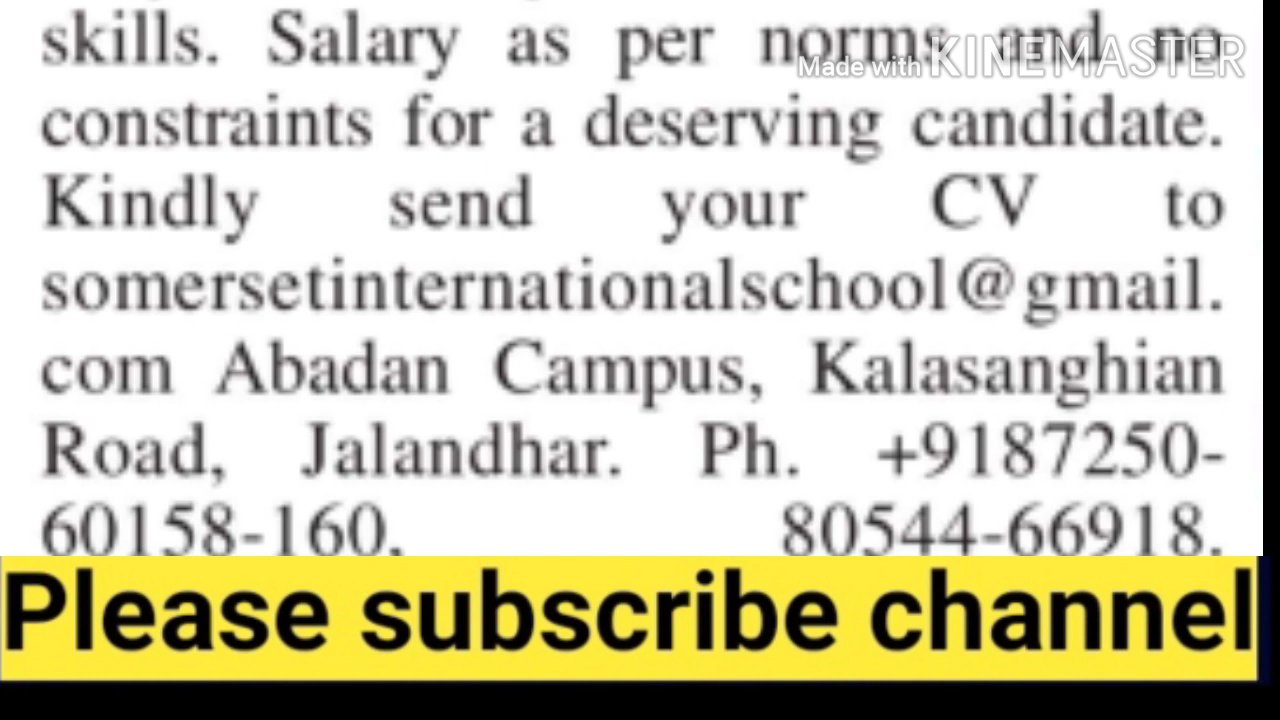 skills. Salary as per norms and no
Made with KINEMASTER
constraints for a deserving candidate.
Kindly send your CV to
somersetinternationalschool@gmail.
com Abadan Campus, Kalasanghian
Road, Jalandhar. Ph. +9187250-
60158-160, 80544-66918.
Please subscribe channel